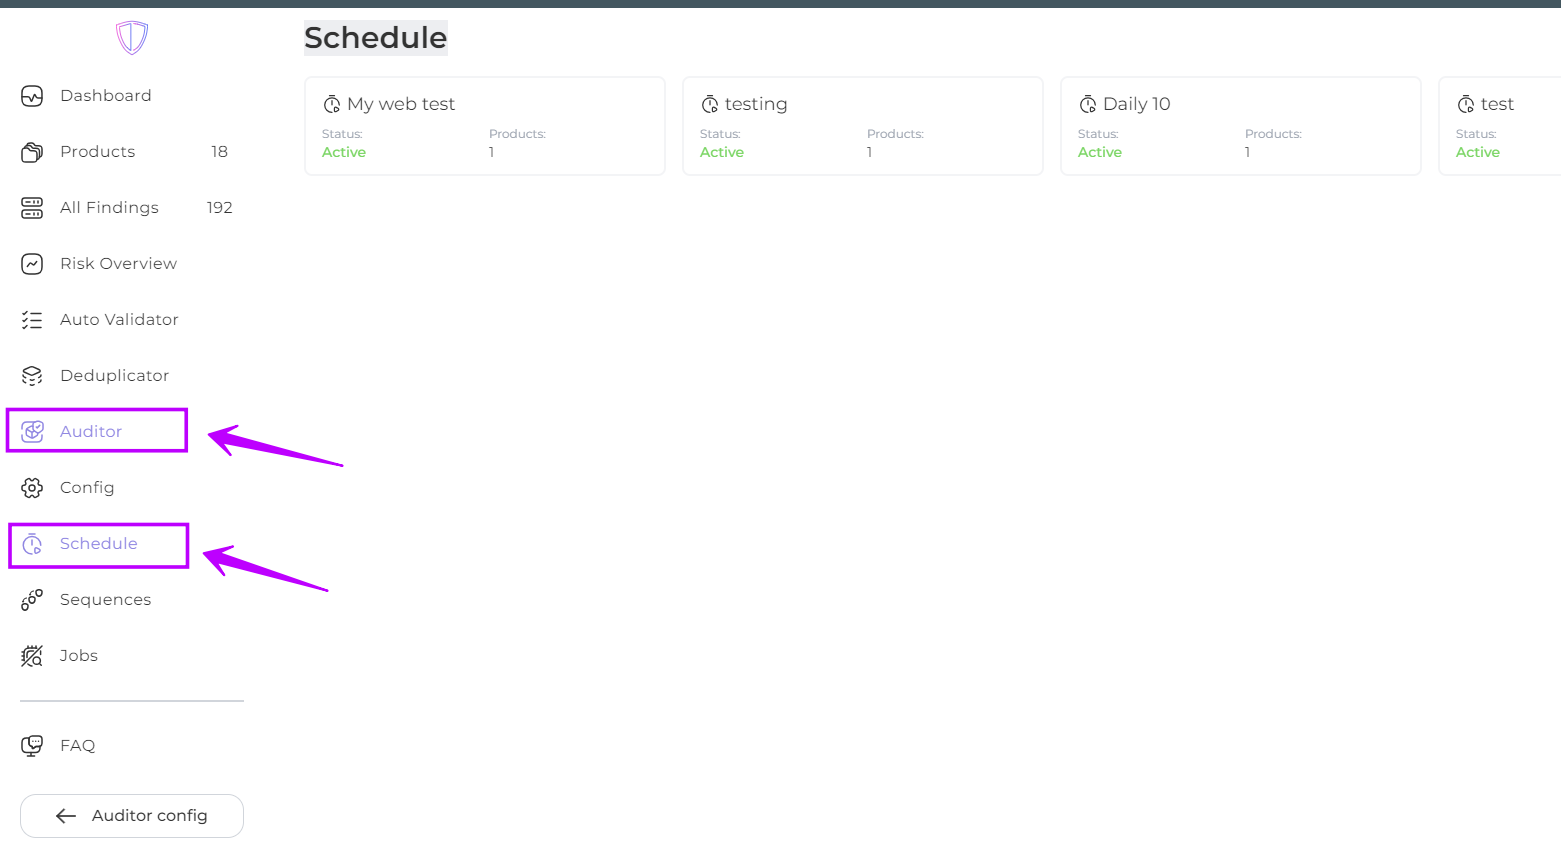 Schedule
Dashboard
Products 18
All Findings 192
Risk Overview
Auto Validator
Deduplicator
Auditor
Config
Schedule
Sequences
Jobs
FAQ
Auditor config
My web test
Status: Products:
Active 1
testing
Status: Products:
Active 1
Daily 10
Status: Products:
Active 1
test
Status:
Active